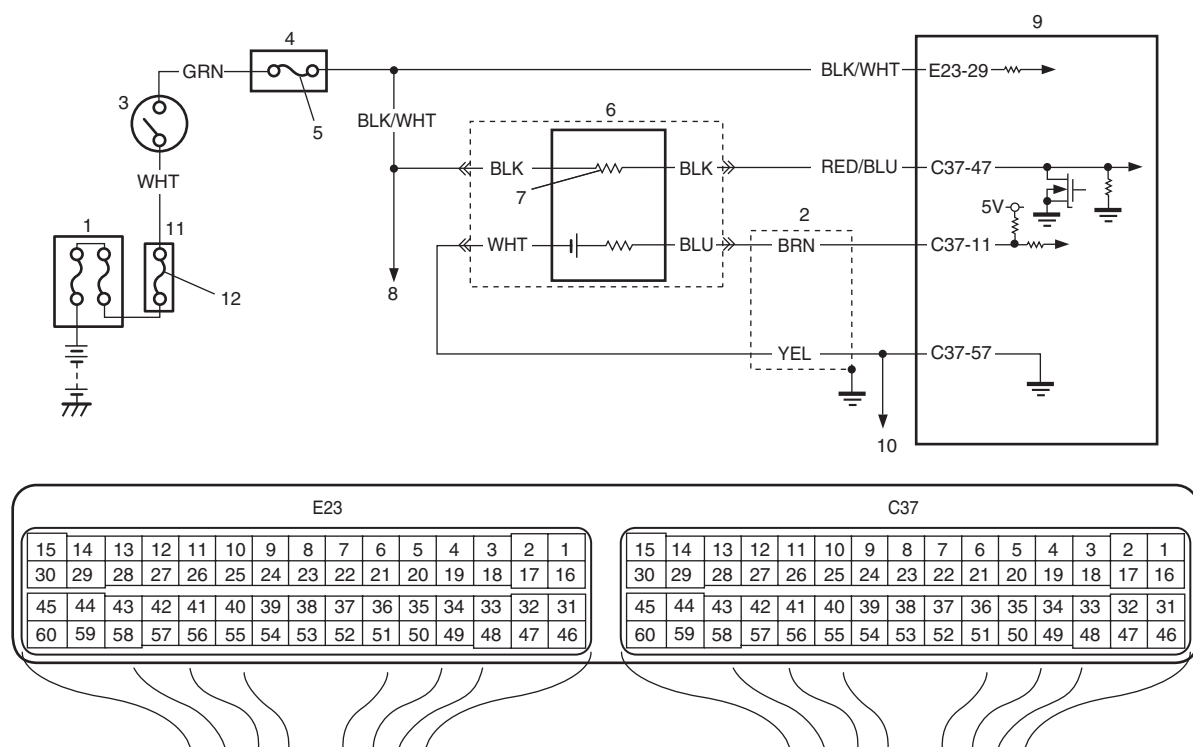 9
4
GRN
BLK/WHT
E23-29
3
5
6
BLK/WHT
BLK
BLK
RED/BLU
C37-47
7
WHT
5V
1
11
2
WHT
BLU
BRN
C37-11
12
8
YEL
C37-57
10
E23
C37
15 14 13 12 11 10 9 8 7 6 5 4 3 2 1
15 14 13 12 11 10 9 8 7 6 5 4 3 2 1
30 29 28 27 26 25 24 23 22 21 20 19 18 17 16
30 29 28 27 26 25 24 23 22 21 20 19 18 17 16
45 44 43 42 41 40 39 38 37 36 35 34 33 32 31
45 44 43 42 41 40 39 38 37 36 35 34 33 32 31
60 59 58 57 56 55 54 53 52 51 50 49 48 47 46
60 59 58 57 56 55 54 53 52 51 50 49 48 47 46